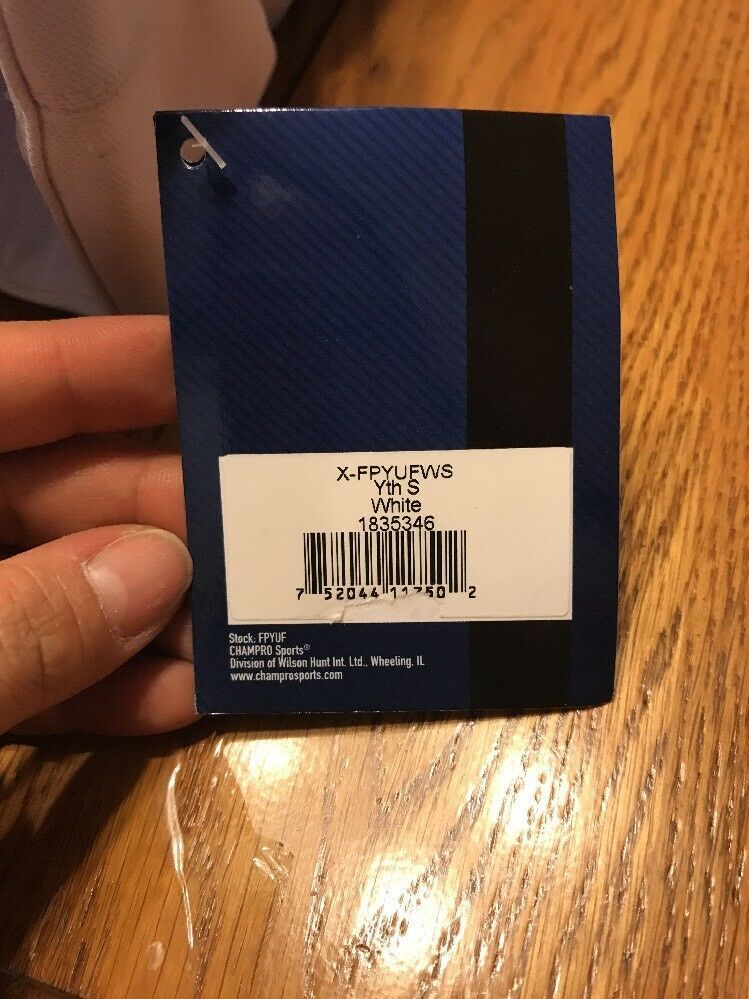 X-FPYUFWS
Yth S
White
1835346
7 52044 11750 2
Stock: FPYUF
CHAMPRO Sports®
Division of Wilson Hunt Int. Ltd., Wheeling, IL
www.champrosports.com